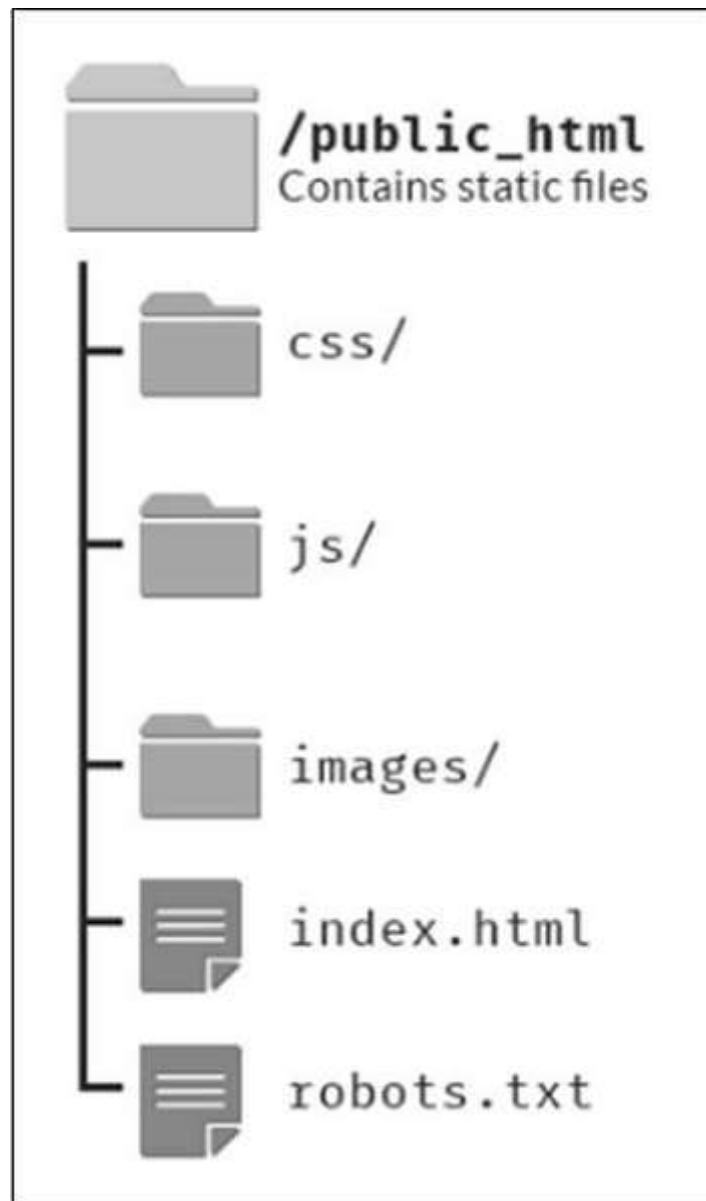 /public_html
Contains static files
css/
js/
images/
index.html
robots.txt